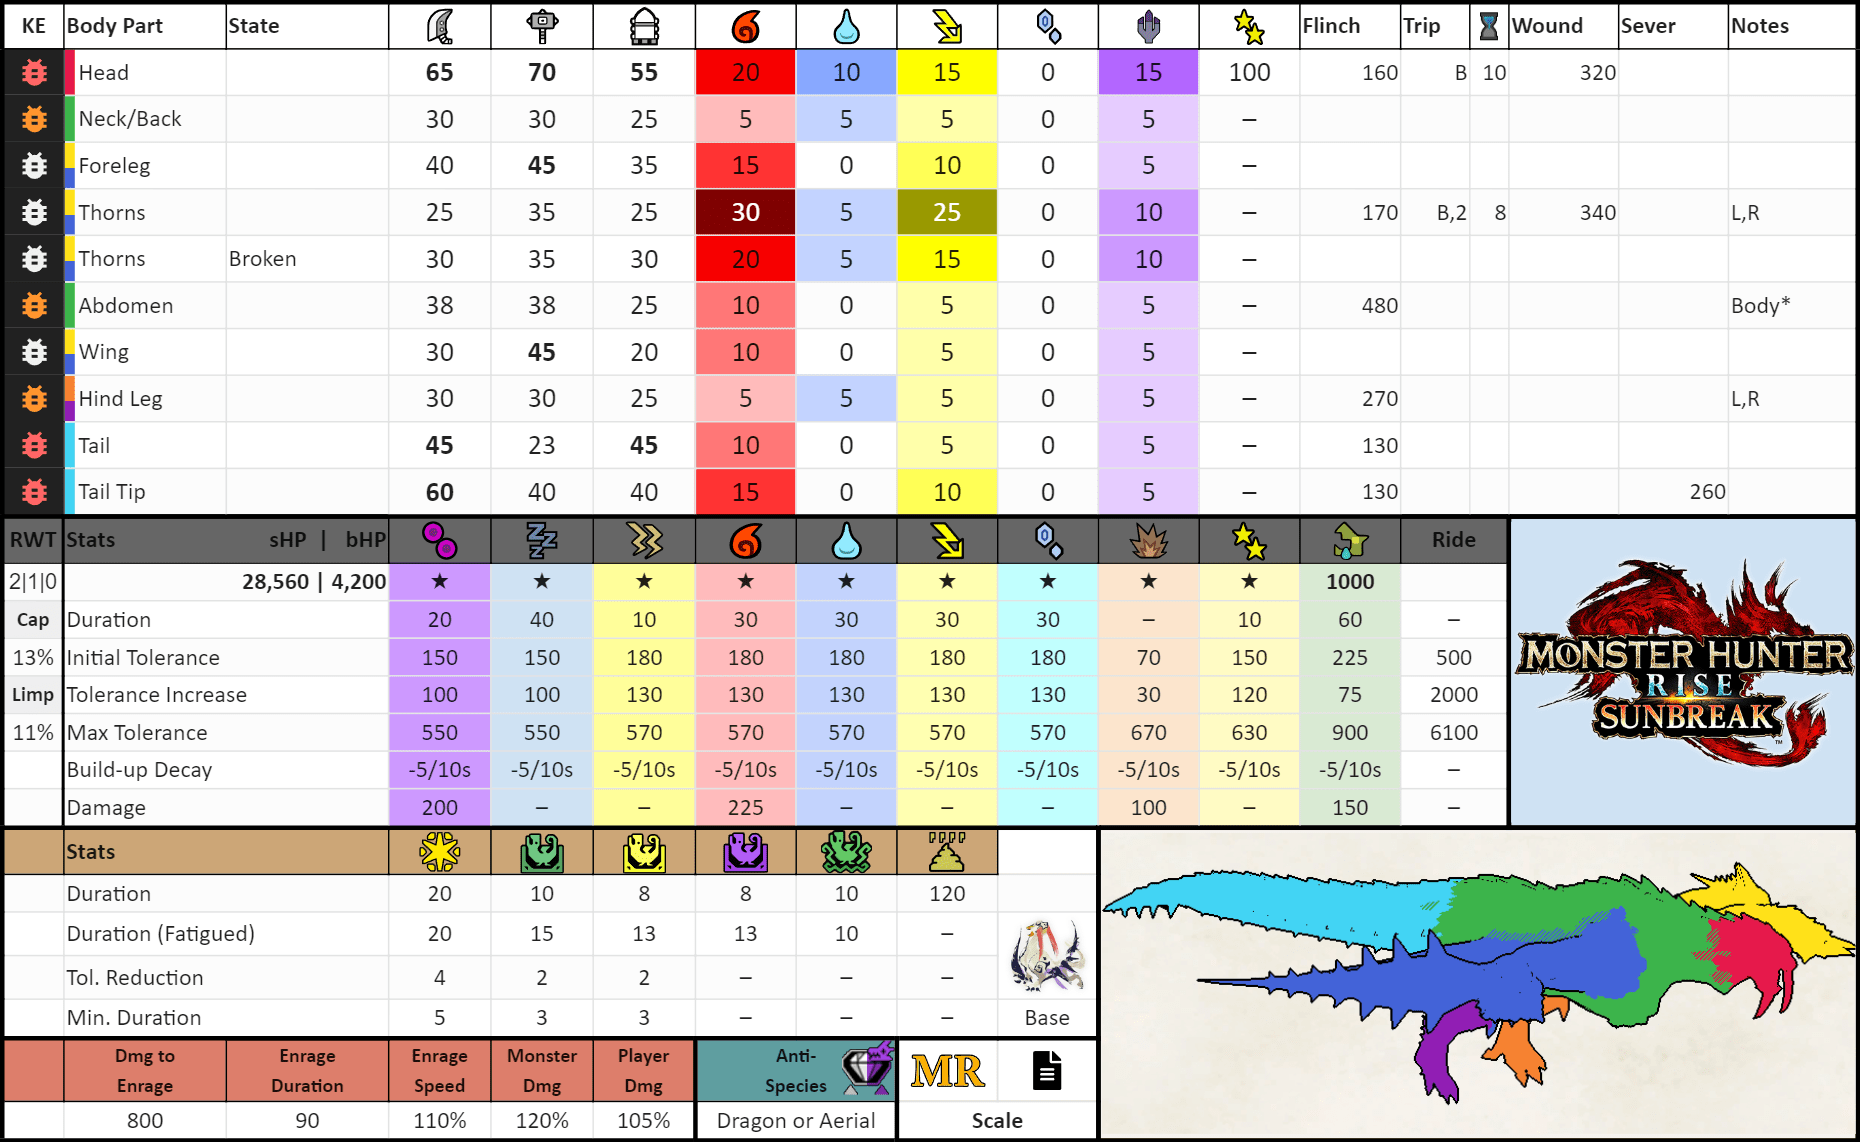 KE Body Part State Flinch Trip Wound Sever Notes
Head 65 70 55 20 10 15 0 15 100 160 B 10 320
Neck/Back 30 30 25 5 5 5 0 5 –
Foreleg 40 45 35 15 0 10 0 5 –
Thorns 25 35 25 30 5 25 0 10 – 170 B,2 8 340 L,R
Thorns Broken 30 35 30 20 5 15 0 10 –
Abdomen 38 38 25 10 0 5 0 5 – 480 Body*
Wing 30 45 20 10 0 5 0 5 –
Hind Leg 30 30 25 5 5 5 0 5 – 270 L,R
Tail 45 23 45 10 0 5 0 5 – 130
Tail Tip 60 40 40 15 0 10 0 5 – 130 260
RWT Stats sHP | bHP Ride
2|1|0 28,560 | 4,200 ★ ★ ★ ★ ★ ★ ★ ★ ★ 1000
Cap Duration 20 40 10 30 30 30 30 – 10 60 –
13% Initial Tolerance 150 150 180 180 180 180 180 70 150 225 500
Limp Tolerance Increase 100 100 130 130 130 130 130 30 120 75 2000
11% Max Tolerance 550 550 570 570 570 570 570 670 630 900 6100
Build-up Decay -5/10s -5/10s -5/10s -5/10s -5/10s -5/10s -5/10s -5/10s -5/10s -5/10s –
Damage 200 – – 225 – – – 100 – 150 –
MONSTER HUNTER
RISE
SUNBREAK
™
Stats
Duration 20 10 8 8 10 120
Duration (Fatigued) 20 15 13 13 10 –
Tol. Reduction 4 2 2 – – –
Min. Duration 5 3 3 – – – Base
Dmg to Enrage Enrage Monster Player Anti-
Enrage Duration Speed Dmg Dmg Species MR
800 90 110% 120% 105% Dragon or Aerial Scale